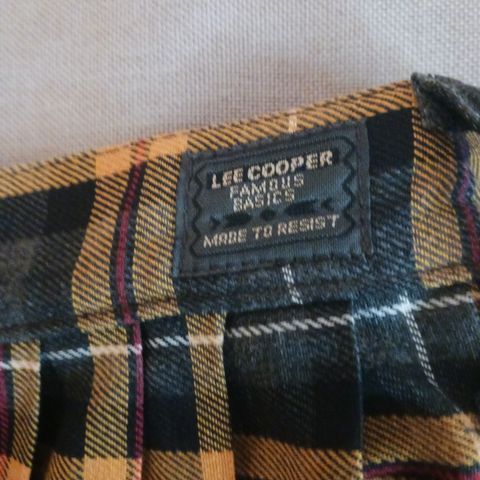 LEE COOPER
FAMOUS
BASICS
MADE TO RESIST